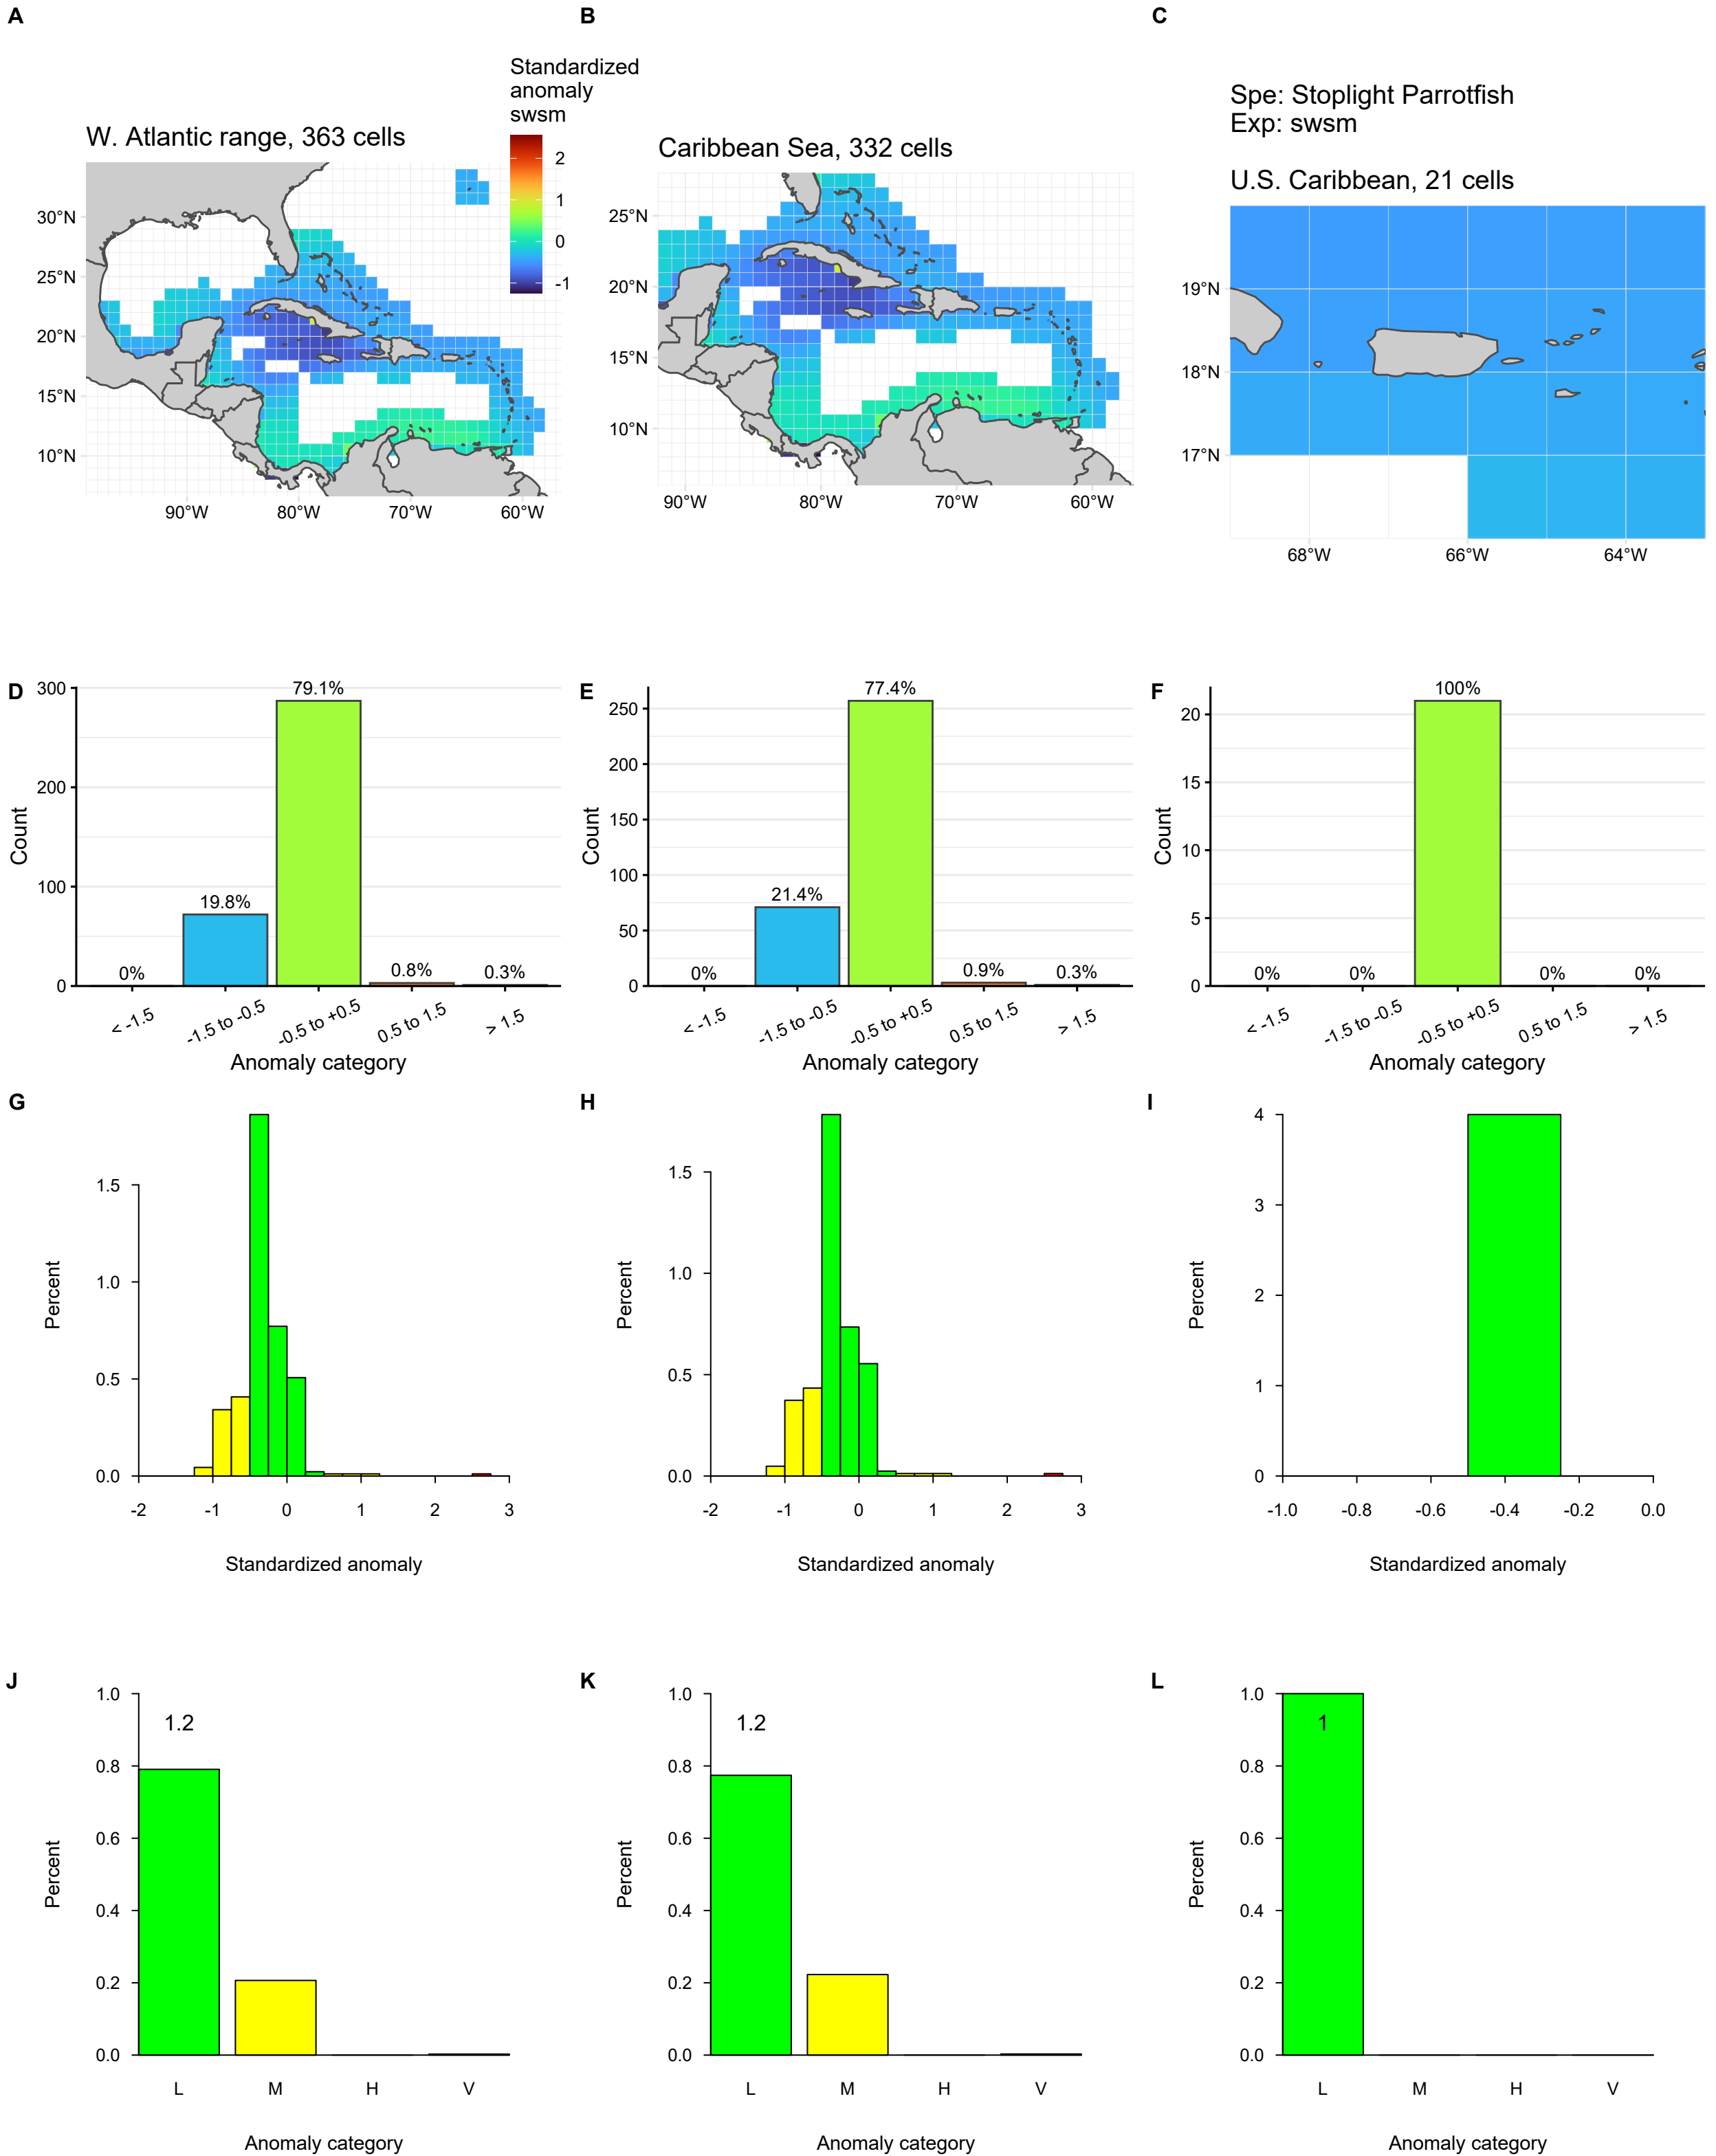 A
B
C
Standardized
anomaly
swsm
2
1
0
-1
W. Atlantic range, 363 cells
30°N
25°N
20°N
15°N
10°N
90°W
80°W
70°W
60°W
Caribbean Sea, 332 cells
25°N
20°N
15°N
10°N
90°W
80°W
70°W
60°W
Spe: Stoplight Parrotfish
Exp: swsm
U.S. Caribbean, 21 cells
19°N
18°N
17°N
68°W
66°W
64°W
D
300
200
100
0
Count
0%
19.8%
79.1%
0.8%
0.3%
< -1.5
-1.5 to -0.5
-0.5 to +0.5
0.5 to 1.5
> 1.5
Anomaly category
E
250
200
150
100
50
0
Count
0%
21.4%
77.4%
0.9%
0.3%
< -1.5
-1.5 to -0.5
-0.5 to +0.5
0.5 to 1.5
> 1.5
Anomaly category
F
20
15
10
5
0
Count
0%
0%
100%
0%
0%
< -1.5
-1.5 to -0.5
-0.5 to +0.5
0.5 to 1.5
> 1.5
Anomaly category
G
1.5
1.0
0.5
0.0
Percent
-2
-1
0
1
2
3
Standardized anomaly
H
1.5
1.0
0.5
0.0
Percent
-2
-1
0
1
2
3
Standardized anomaly
I
4
3
2
1
0
Percent
-1.0
-0.8
-0.6
-0.4
-0.2
0.0
Standardized anomaly
J
1.0
0.8
0.6
0.4
0.2
0.0
Percent
1.2
L
M
H
V
Anomaly category
K
1.0
0.8
0.6
0.4
0.2
0.0
Percent
1.2
L
M
H
V
Anomaly category
L
1.0
0.8
0.6
0.4
0.2
0.0
Percent
1
L
M
H
V
Anomaly category